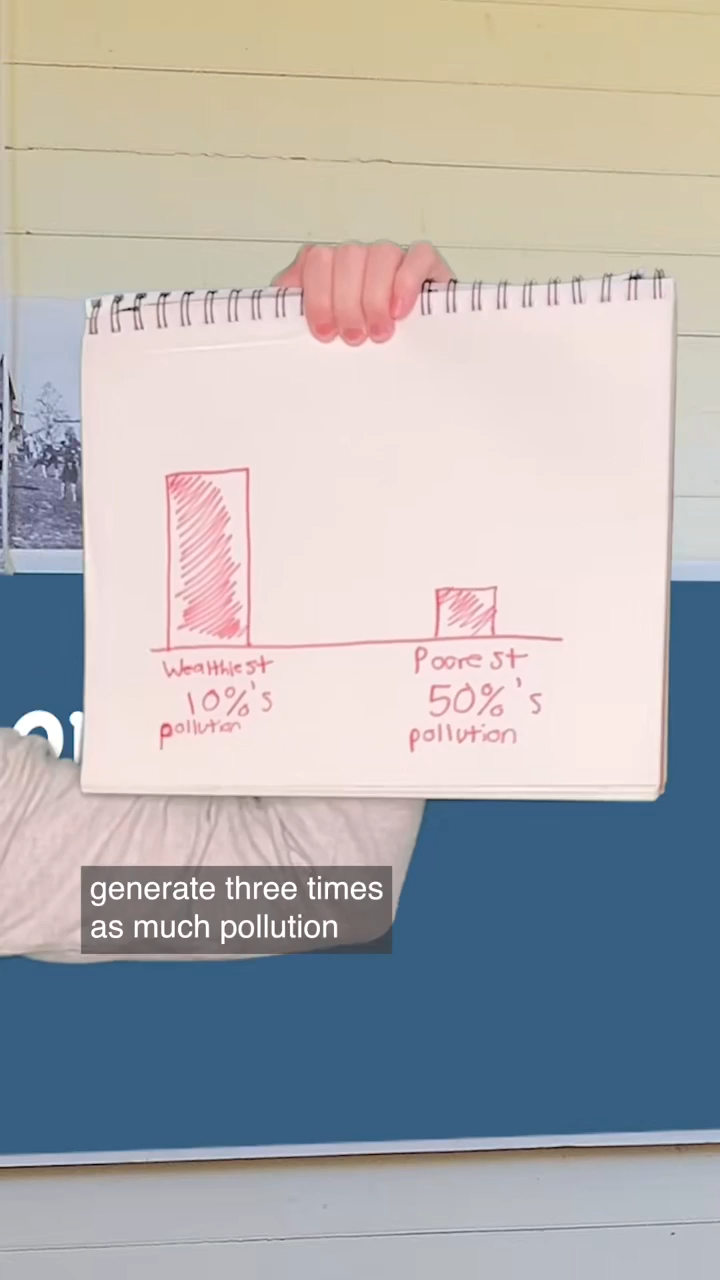 Wealthiest
10%'s
pollution
Poorest
50%'s
pollution
generate three times
as much pollution